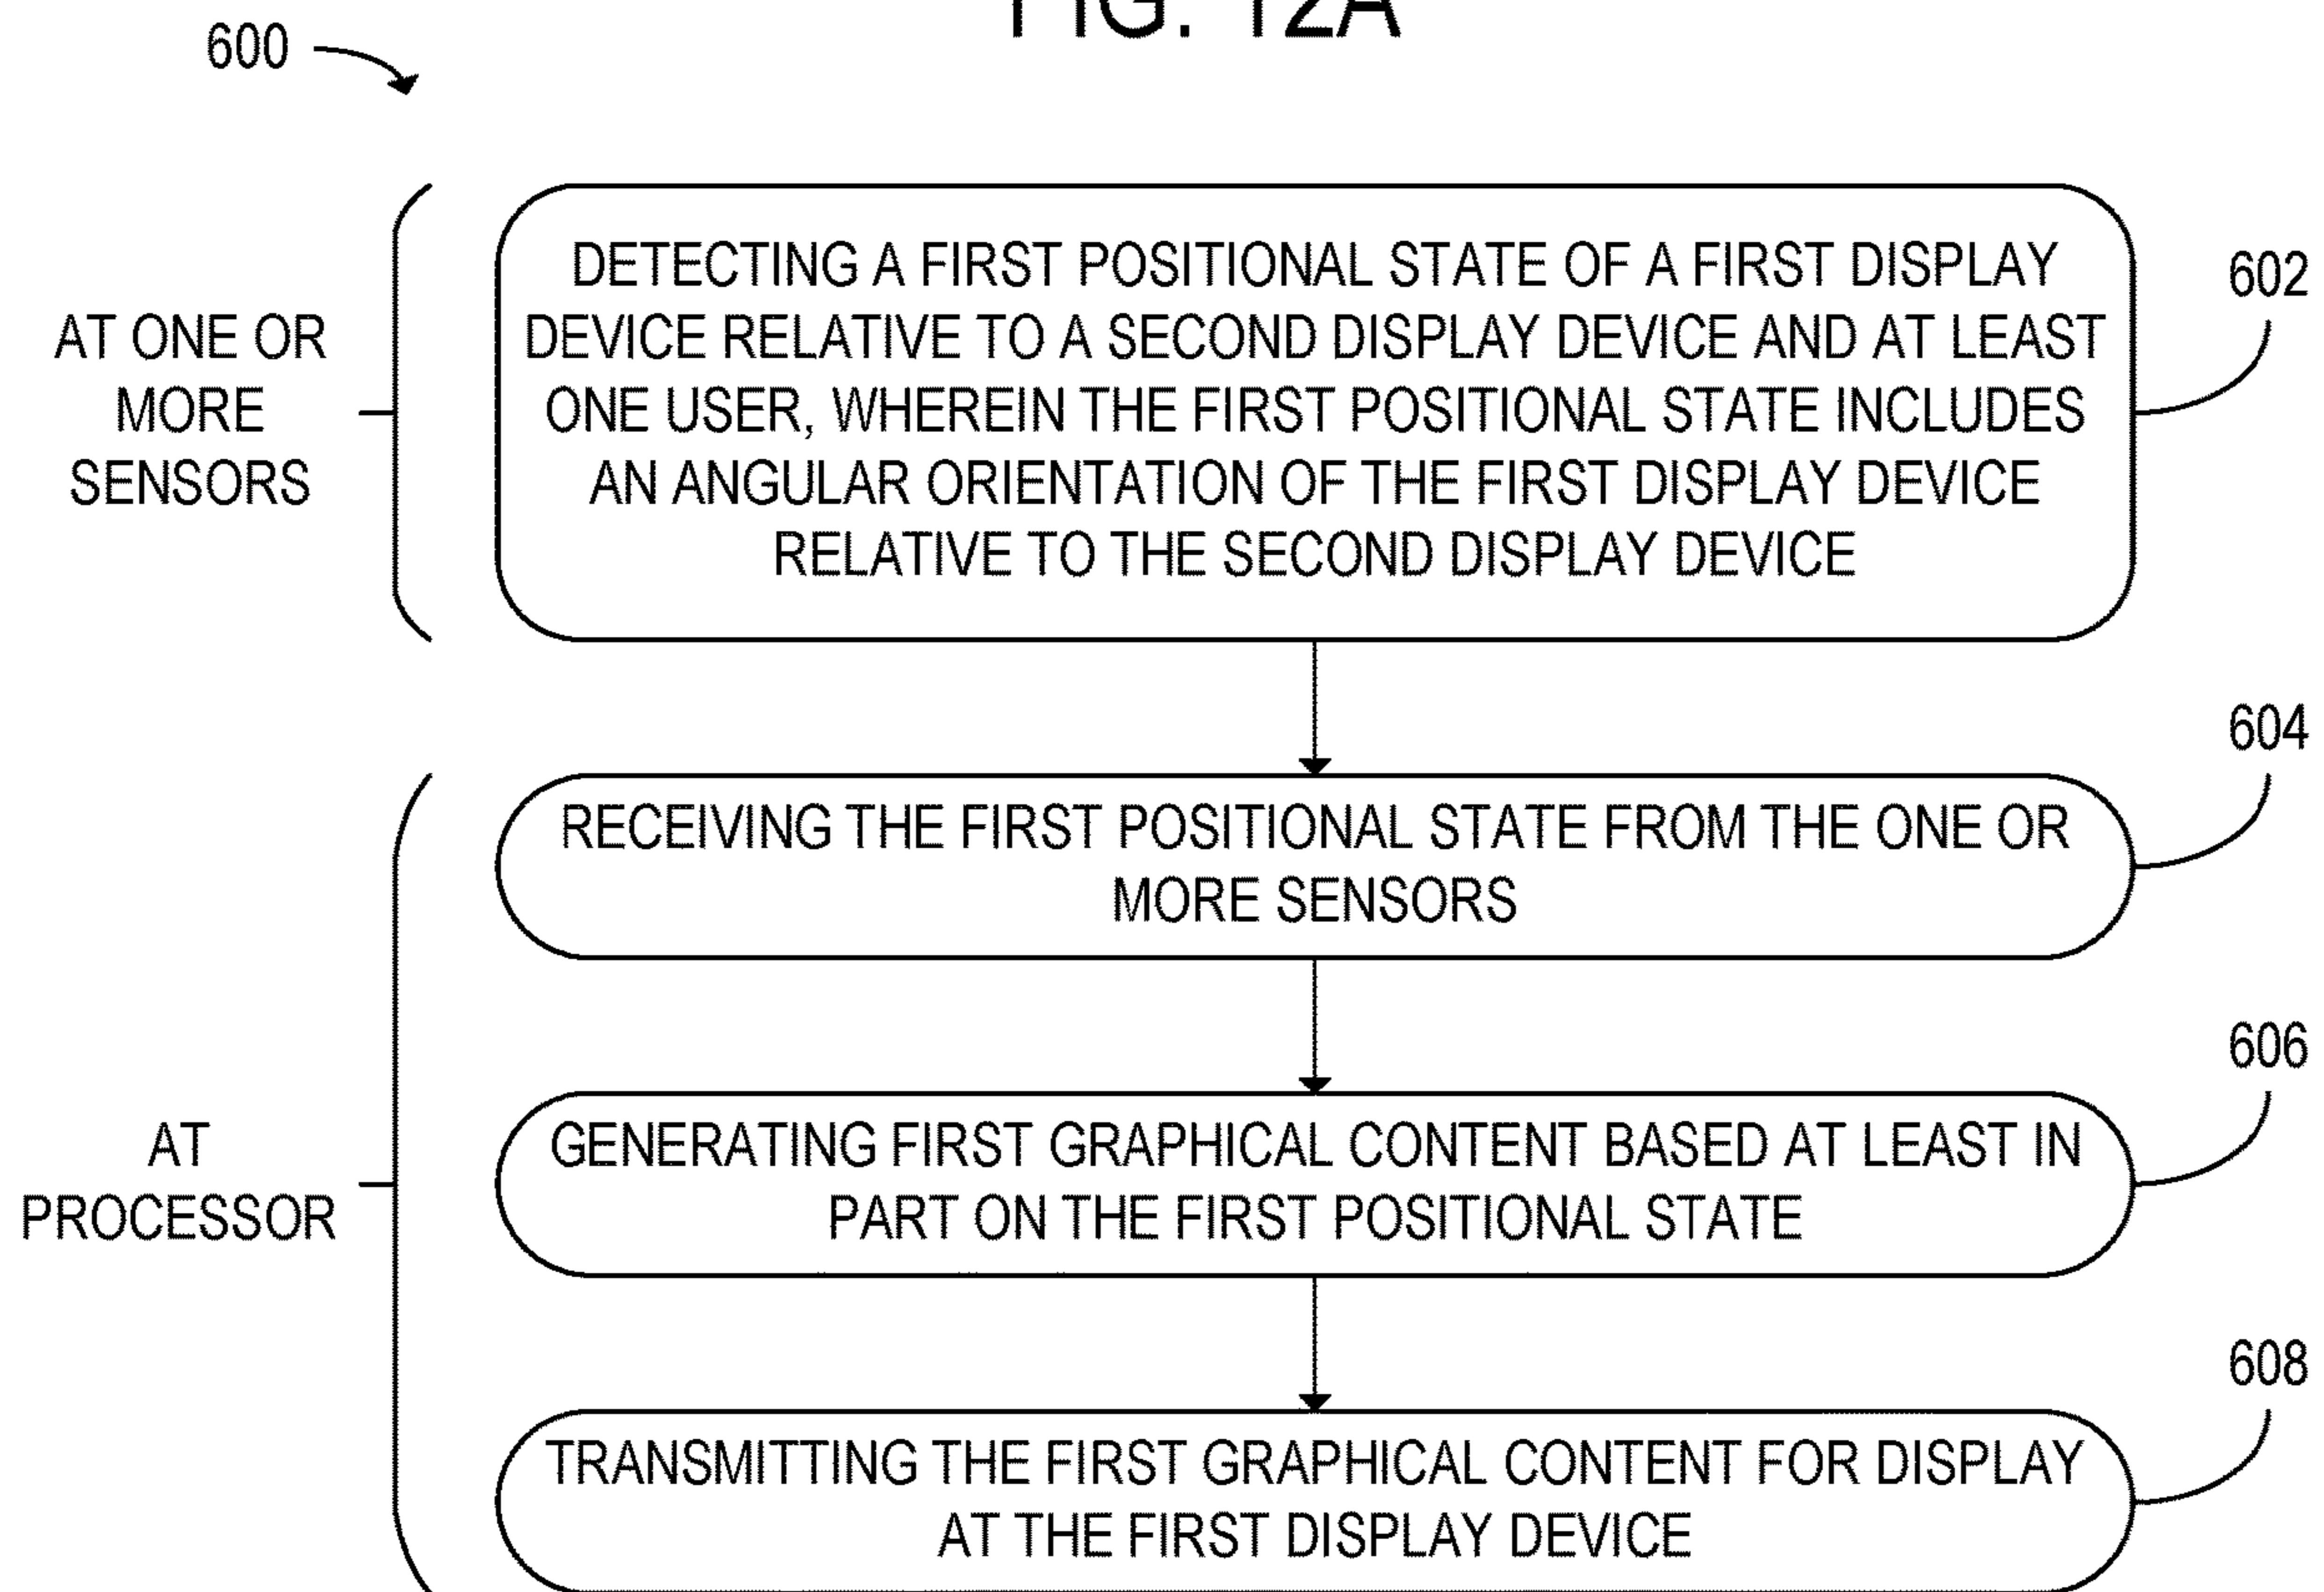 FIG. 12A
600
AT ONE OR
MORE
SENSORS
DETECTING A FIRST POSITIONAL STATE OF A FIRST DISPLAY
DEVICE RELATIVE TO A SECOND DISPLAY DEVICE AND AT LEAST
ONE USER, WHEREIN THE FIRST POSITIONAL STATE INCLUDES
AN ANGULAR ORIENTATION OF THE FIRST DISPLAY DEVICE
RELATIVE TO THE SECOND DISPLAY DEVICE
602
AT
PROCESSOR
RECEIVING THE FIRST POSITIONAL STATE FROM THE ONE OR
MORE SENSORS
604
GENERATING FIRST GRAPHICAL CONTENT BASED AT LEAST IN
PART ON THE FIRST POSITIONAL STATE
606
TRANSMITTING THE FIRST GRAPHICAL CONTENT FOR DISPLAY
AT THE FIRST DISPLAY DEVICE
608